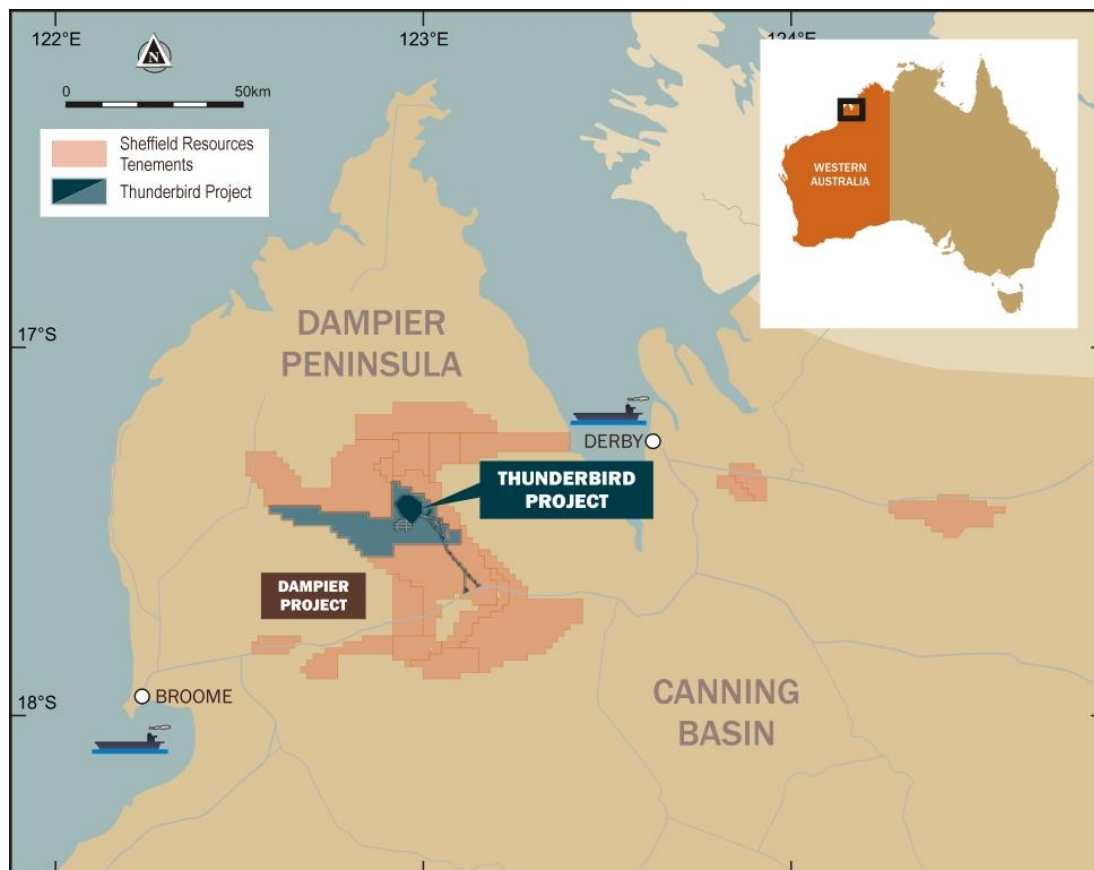 122°E
123°E
124°E
N
0
50km
Sheffield Resources
Tenements
Thunderbird Project
WESTERN
AUSTRALIA
17°S
DAMPIER
PENINSULA
DERBY
THUNDERBIRD
PROJECT
DAMPIER
PROJECT
CANNING
BASIN
18°S
BROOME